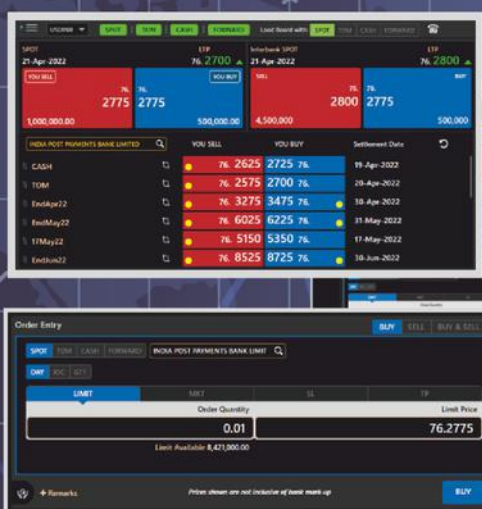 USDINR SPOT TOM CASH FORWARD Load Board with SPOT TOM CASH FORWARD
SPOT LTP Interbank SPOT LTP
21-Apr-2022 76. 2700 21-Apr-2022 76. 2800
YOU SELL YOU BUY SELL BUY
76. 76. 76. 76.
2775 2775 2800 2775
1,000,000.00 500,000.00 4,500,000 500,000
INDIA POST PAYMENTS BANK LIMITED YOU SELL YOU BUY Settlement Date
CASH 76. 2625 2725 76. 19-Apr-2022
TOM 76. 2575 2700 76. 20-Apr-2022
EndApr22 76. 3275 3475 76. 30-Apr-2022
EndMay22 76. 6025 6225 76. 31-May-2022
17May22 76. 5150 5350 76. 17-May-2022
EndJun22 76. 8525 8725 76. 30-Jun-2022
Order Entry BUY SELL BUY & SELL
SPOT TOM CASH FORWARD INDIA POST PAYMENTS BANK LIMIT
DAY IOC GTT
LIMIT MKT SL TP
Order Quantity Limit Price
0.01 76.2775
Limit Available 8,421,000.00
+ Remarks Prices shown are not inclusive of bank mark-up BUY